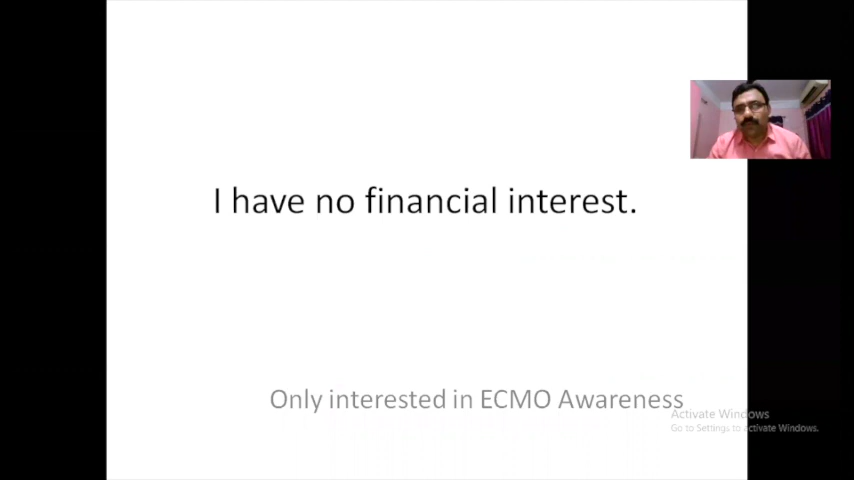 I have no financial interest.
Only interested in ECMO Awareness
Activate Windows
Go to Settings to activate Windows.